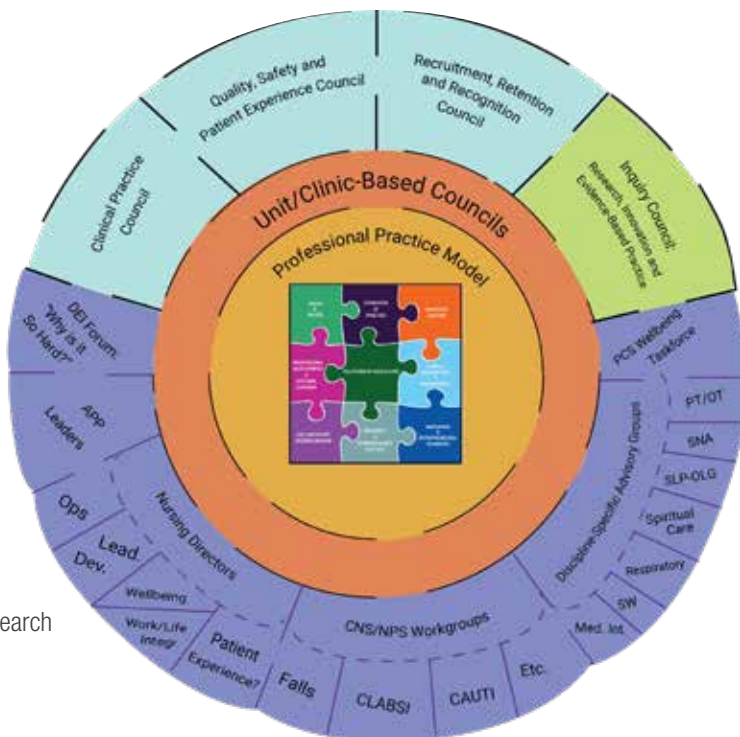 Quality, Safety and
Patient Experience Council
Recruitment, Retention
and Recognition
Council
Clinical Practice
Council
Inquiry Council:
Research, Innovation and
Evidence-Based Practice
Unit/Clinic-Based Councils
Professional Practice Model
DEI Forum:
"Why is it
So Hard?"
PCS Wellbeing
Taskforce
APP
Leaders
Nursing Directors
Ops
Lead.
Dev.
Wellbeing
Work/Life
Integr
Patient
Experience?
CNS/NPS Workgroups
Falls
CLABSI
CAUTI
Etc.
Discipline-Specific Advisory Groups
PT/OT
SNA
SLP-OLG
Spiritual
Care
Respiratory
SW
Med. Int.
earch